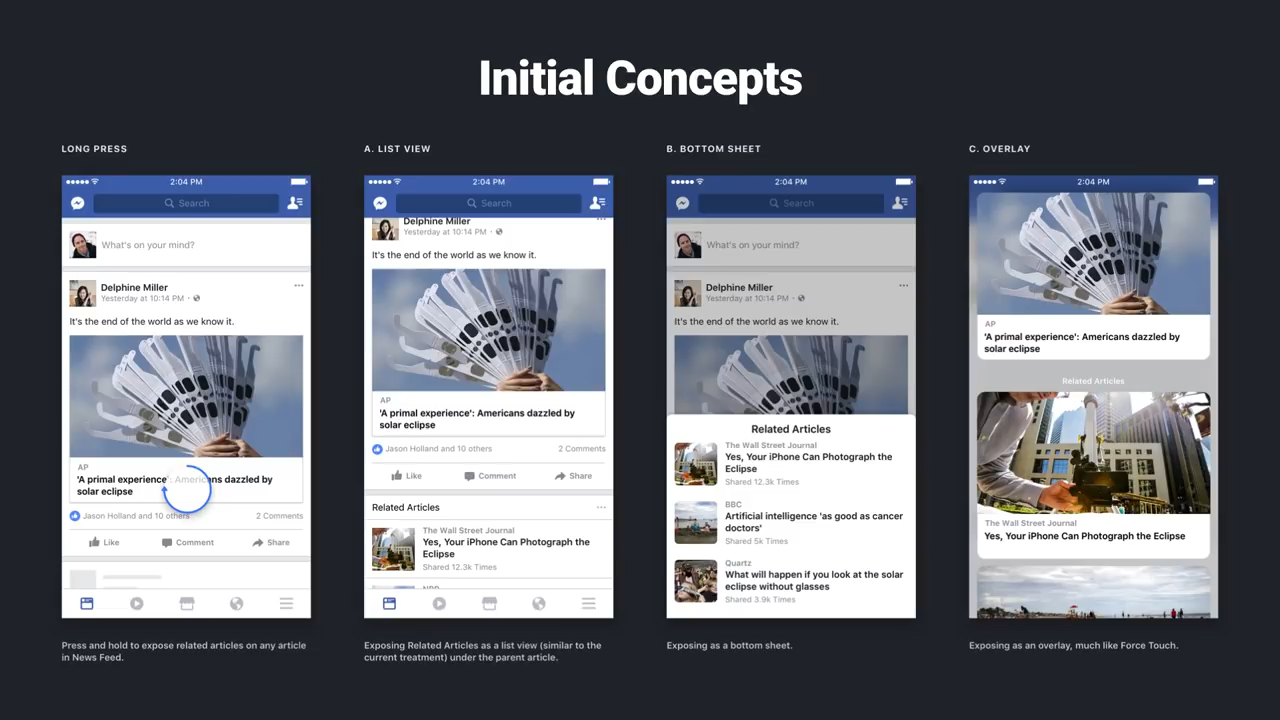 Initial Concepts
LONG PRESS
2:04 PM
Search
What's on your mind?
Delphine Miller
Yesterday at 10:14 PM ·
It's the end of the world as we know it.
AP
'A primal experience': Americans dazzled by
solar eclipse
Jason Holland and 10 others
2 Comments
Like
Comment
Share
Press and hold to expose related articles on any article
in News Feed.
A. LIST VIEW
2:04 PM
Search
Delphine Miller
Yesterday at 10:14 PM ·
It's the end of the world as we know it.
AP
'A primal experience': Americans dazzled by
solar eclipse
Jason Holland and 10 others
2 Comments
Like
Comment
Share
Related Articles
The Wall Street Journal
Yes, Your iPhone Can Photograph the
Eclipse
Shared 12.3k Times
Exposing Related Articles as a list view (similar to the
current treatment) under the parent article.
B. BOTTOM SHEET
2:04 PM
Search
What's on your mind?
Delphine Miller
Yesterday at 10:14 PM ·
It's the end of the world as we know it.
Related Articles
The Wall Street Journal
Yes, Your iPhone Can Photograph the
Eclipse
Shared 12.3k Times
BBC
Artificial intelligence 'as good as cancer
doctors'
Shared 5k Times
Quartz
What will happen if you look at the solar
eclipse without glasses
Shared 3.9k Times
Exposing as a bottom sheet.
C. OVERLAY
2:04 PM
AP
'A primal experience': Americans dazzled by
solar eclipse
Related Articles
The Wall Street Journal
Yes, Your iPhone Can Photograph the Eclipse
Exposing as an overlay, much like Force Touch.